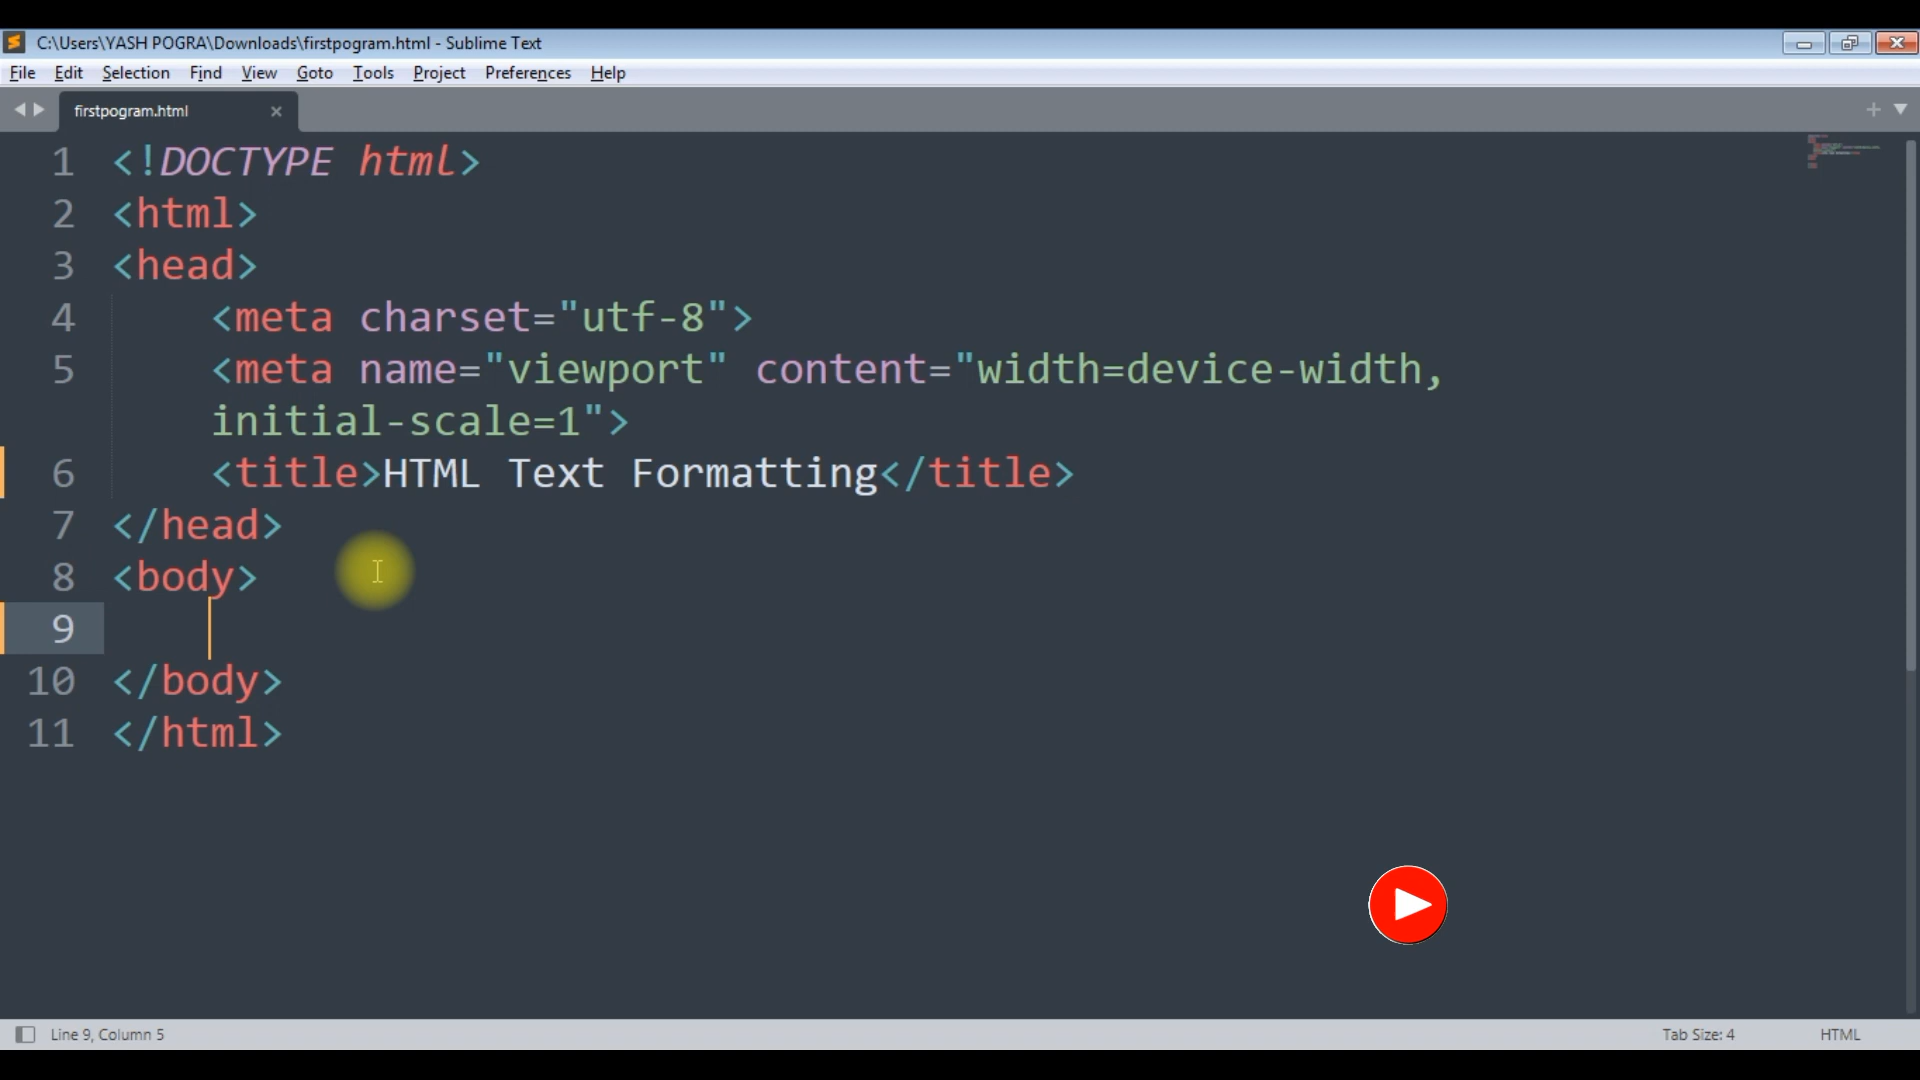 C:\Users\YASH POGRA\Downloads\firstpogram.html - Sublime Text
File Edit Selection Find View Goto Tools Project Preferences Help
firstpogram.html
1 <!DOCTYPE html>
2 <html>
3 <head>
4 <meta charset="utf-8">
5 <meta name="viewport" content="width=device-width,
initial-scale=1">
6 <title>HTML Text Formatting</title>
7 </head>
8 <body>
9
10 </body>
11 </html>
Line 9, Column 5 Tab Size: 4 HTML